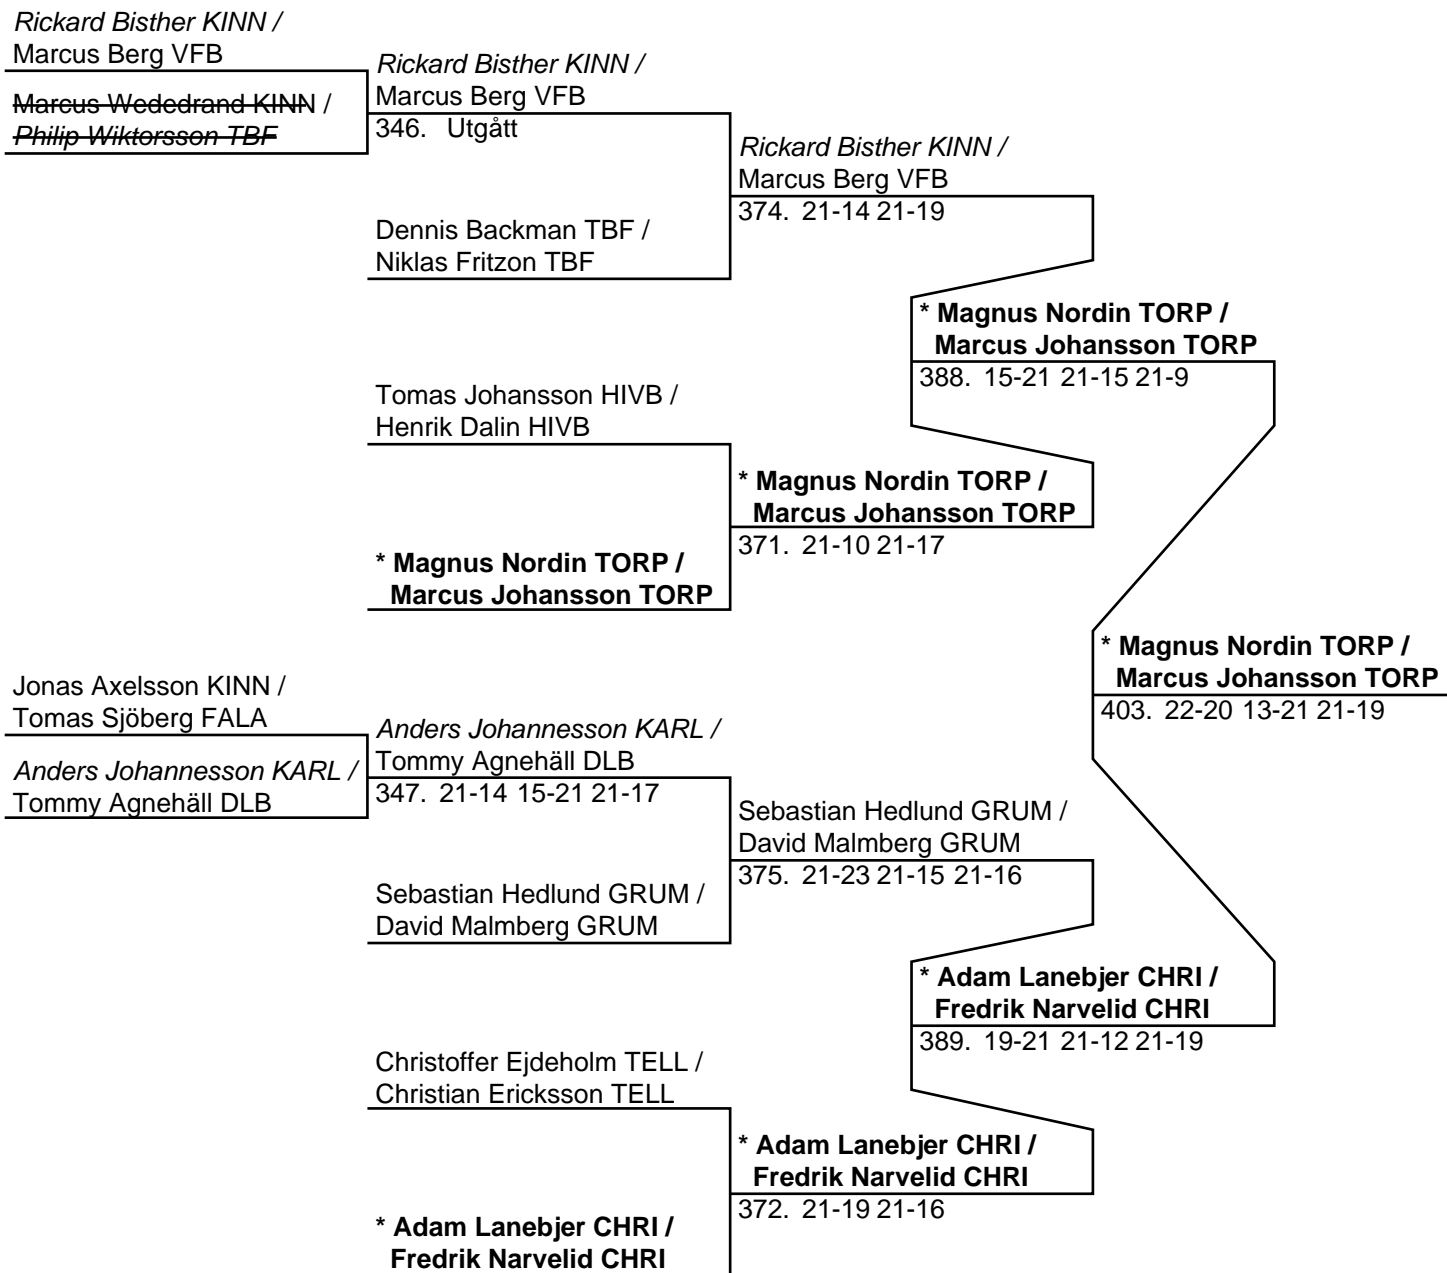 Rickard Bisther KINN /
Marcus Berg VFB
Marcus Wededrand KINN /
Philip Wiktorsson TBF
Rickard Bisther KINN /
Marcus Berg VFB
346. Utgått
Dennis Backman TBF /
Niklas Fritzon TBF
Rickard Bisther KINN /
Marcus Berg VFB
374. 21-14 21-19
Tomas Johansson HIVB /
Henrik Dalin HIVB
* Magnus Nordin TORP /
Marcus Johansson TORP
* Magnus Nordin TORP /
Marcus Johansson TORP
371. 21-10 21-17
* Magnus Nordin TORP /
Marcus Johansson TORP
388. 15-21 21-15 21-9
Jonas Axelsson KINN /
Tomas Sjöberg FALA
Anders Johannesson KARL /
Tommy Agnehäll DLB
Anders Johannesson KARL /
Tommy Agnehäll DLB
347. 21-14 15-21 21-17
Sebastian Hedlund GRUM /
David Malmberg GRUM
Sebastian Hedlund GRUM /
David Malmberg GRUM
375. 21-23 21-15 21-16
Christoffer Ejdeholm TELL /
Christian Ericksson TELL
* Adam Lanebjer CHRI /
Fredrik Narvelid CHRI
* Adam Lanebjer CHRI /
Fredrik Narvelid CHRI
372. 21-19 21-16
* Adam Lanebjer CHRI /
Fredrik Narvelid CHRI
389. 19-21 21-12 21-19
* Magnus Nordin TORP /
Marcus Johansson TORP
403. 22-20 13-21 21-19